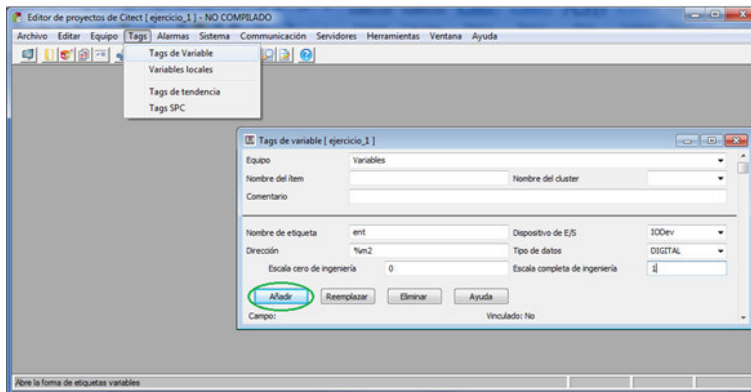 Editor de proyectos de Citect [ ejercicio_1 ] - NO COMPILADO
Archivo Editar Equipo Tags Alarmas Sistema Comunicación Servidores Herramientas Ventana Ayuda
Tags de Variable
Variables locales
Tags de tendencia
Tags SPC
Tags de variable [ ejercicio_1 ]
Equipo Variables
Nombre del ítem Nombre del cluster
Comentario
Nombre de etiqueta ent Dispositivo de E/S IODev
Dirección %m2 Tipo de datos DIGITAL
Escala cero de ingeniería 0 Escala completa de ingeniería 1
Añadir Reemplazar Eliminar Ayuda
Campo: Vinculado: No
Abre la forma de etiquetas variables